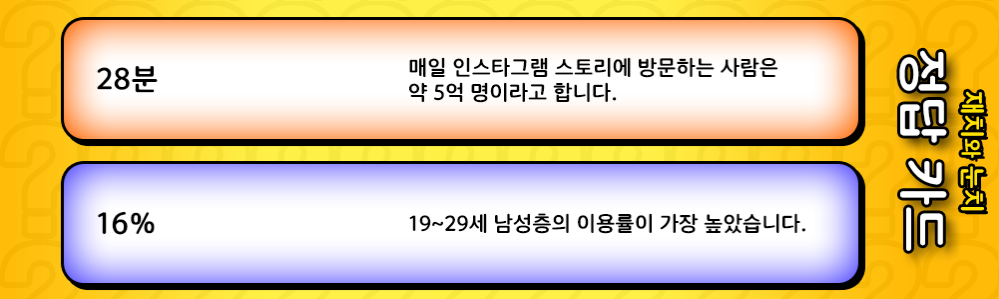 28분
매일 인스타그램 스토리에 방문하는 사람은
약 5억 명이라고 합니다.
16%
19~29세 남성층의 이용률이 가장 높았습니다.
재치와 눈치
정답 카드